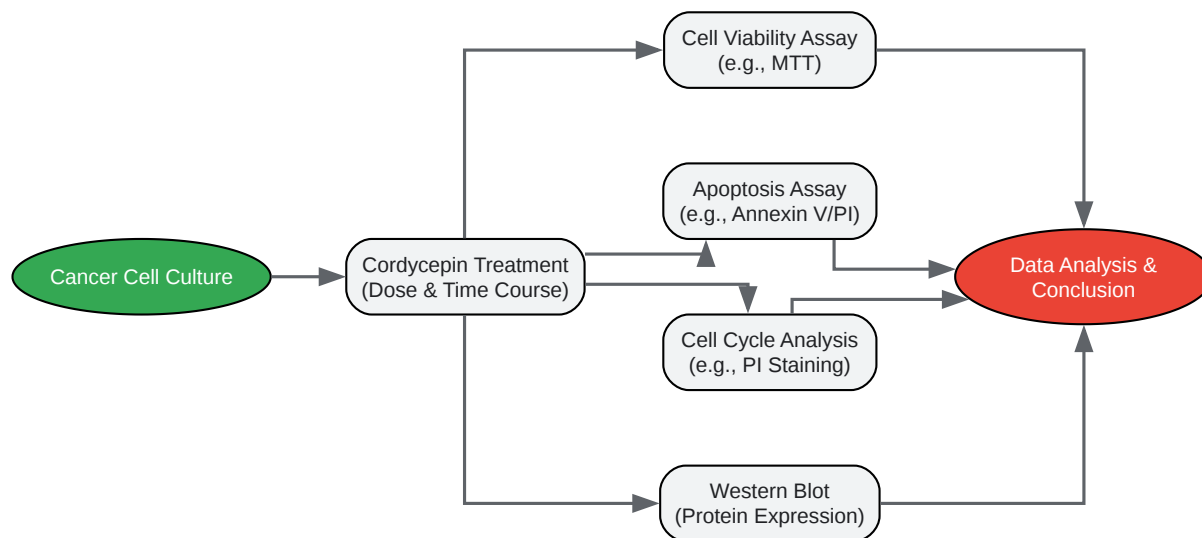 Cell Viability Assay
(e.g., MTT)
Apoptosis Assay
(e.g., Annexin V/PI)
Cancer Cell Culture
Cordycepin Treatment
(Dose & Time Course)
Data Analysis &
Conclusion
Cell Cycle Analysis
(e.g., PI Staining)
Western Blot
(Protein Expression)